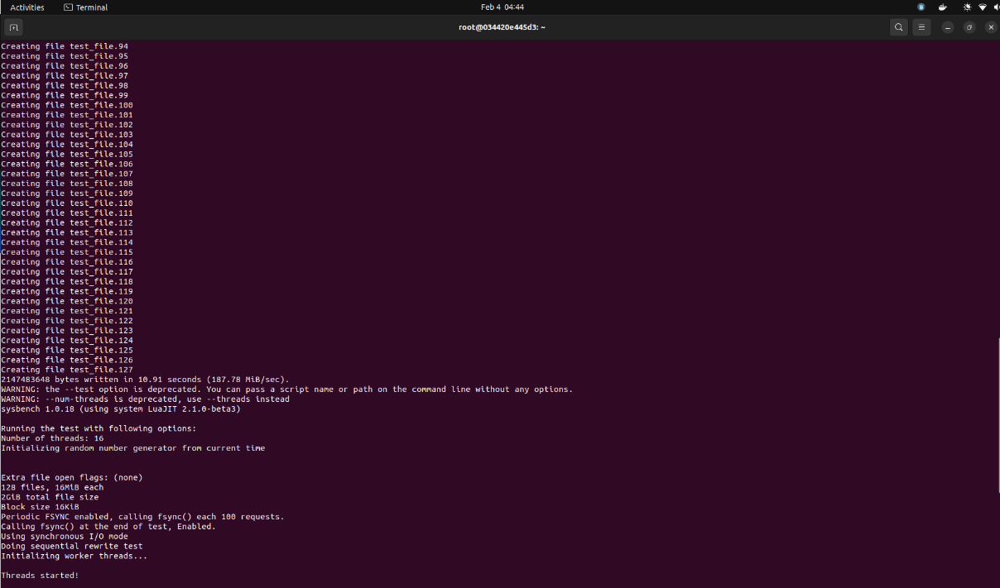 Activities
Terminal
Feb 4 04:44
root@034420e445d3: ~
Creating file test_file.94
Creating file test_file.95
Creating file test_file.96
Creating file test_file.97
Creating file test_file.98
Creating file test_file.99
Creating file test_file.100
Creating file test_file.101
Creating file test_file.102
Creating file test_file.103
Creating file test_file.104
Creating file test_file.105
Creating file test_file.106
Creating file test_file.107
Creating file test_file.108
Creating file test_file.109
Creating file test_file.110
Creating file test_file.111
Creating file test_file.112
Creating file test_file.113
Creating file test_file.114
Creating file test_file.115
Creating file test_file.116
Creating file test_file.117
Creating file test_file.118
Creating file test_file.119
Creating file test_file.120
Creating file test_file.121
Creating file test_file.122
Creating file test_file.123
Creating file test_file.124
Creating file test_file.125
Creating file test_file.126
Creating file test_file.127
2147483648 bytes written in 10.91 seconds (187.78 MiB/sec).
WARNING: the --test option is deprecated. You can pass a script name or path on the command line without any options.
WARNING: --num-threads is deprecated, use --threads instead
sysbench 1.0.18 (using system LuaJIT 2.1.0-beta3)
Running the test with following options:
Number of threads: 16
Initializing random number generator from current time
Extra file open flags: (none)
128 files, 16MiB each
2GiB total file size
Block size 16KiB
Periodic FSYNC enabled, calling fsync() each 100 requests.
Calling fsync() at the end of test, Enabled.
Using synchronous I/O mode
Doing sequential rewrite test
Initializing worker threads...
Threads started!